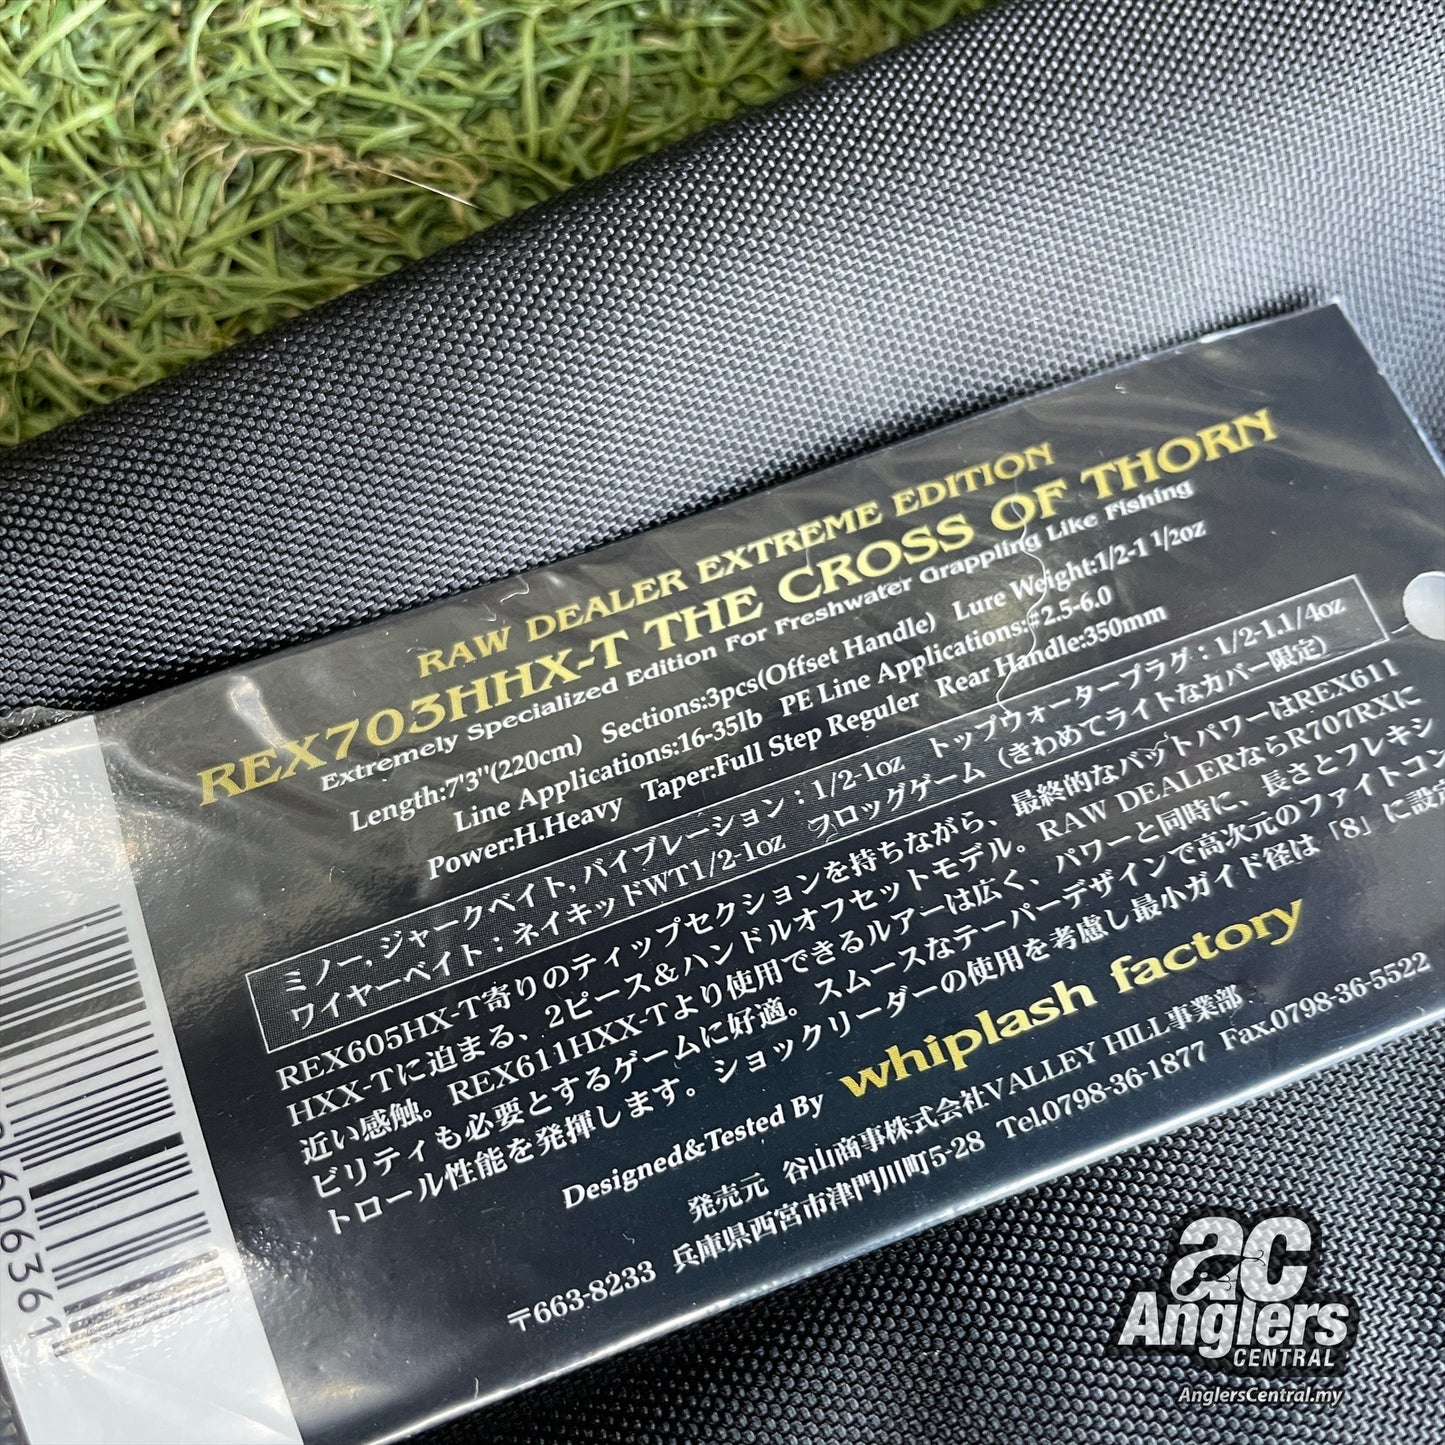 RAW DEALER EXTREME EDITION
REX703HHX-T THE CROSS OF THORN
Extremely Specialized Edition For Freshwater Grappling Like Fishing
Length:7'3''(220cm) Sections:3pcs(Offset Handle) Lure Weight:1/2-1 1/2oz
Line Applications:16-35lb PE Line Applications:#2.5-6.0
Power:H.Heavy Taper:Full Step Reguler Rear Handle:350mm
ミノー, ジャークベイト, バイブレーション：1/2-1oz トップウォータープラグ：1/2-1.1/4oz
ワイヤーベイト：ネイキッドWT1/2-1oz フロッグゲーム（きわめてライトなカバー限定）
REX605HX-T寄りのティップセクションを持ちながら、最終的なバットパワーはREX611
HXX-Tに迫まる、2ピース&ハンドルオフセットモデル。RAW DEALERならR707RXに
近い感触。REX611HXX-Tより使用できるルアーは広く、パワーと同時に、長さとフレキシ
ビリティも必要とするゲームに好適。スムースなテーパーデザインで高次元のファイトコン
トロール性能を発揮します。ショックリーダーの使用を考慮し最小ガイド径は「8」に設定
Designed&Tested By whiplash factory
発売元 谷山商事株式会社VALLEY HILL事業部
〒663-8233 兵庫県西宮市津門川町5-28 Tel.0798-36-1877 Fax.0798-36-5522
60361
ac
Anglers
CENTRAL
AnglersCentral.my